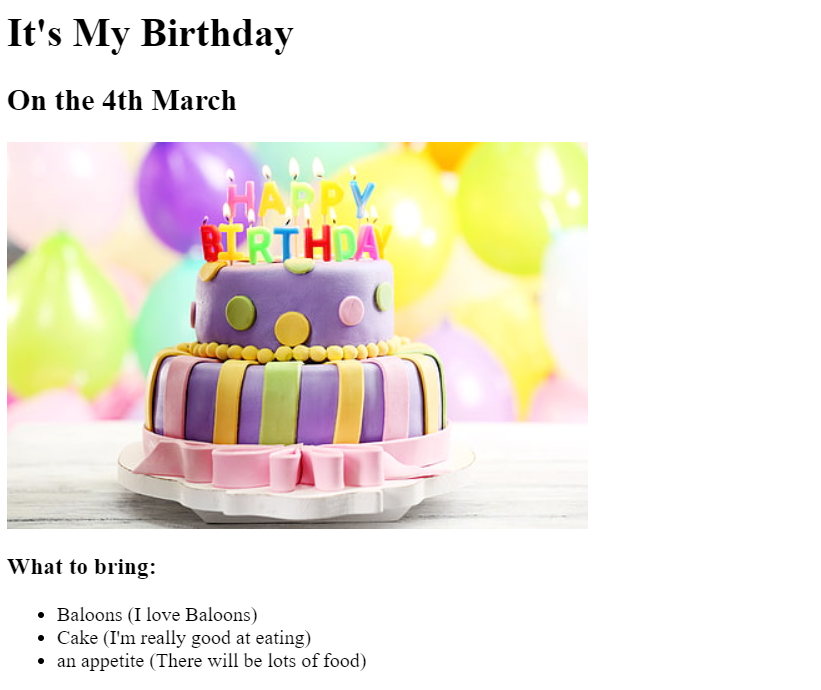 It's My Birthday
On the 4th March
HAPPY
BIRTHDAY
What to bring:
Baloons (I love Baloons)
Cake (I'm really good at eating)
an appetite (There will be lots of food)